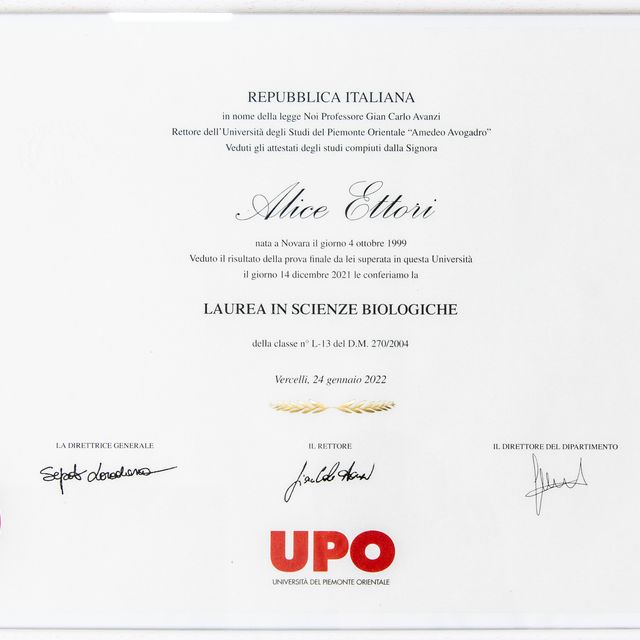 REPUBBLICA ITALIANA
in nome della legge Noi Professore Gian Carlo Avanzi
Rettore dell'Università degli Studi del Piemonte Orientale "Amedeo Avogadro"
Veduti gli attestati degli studi compiuti dalla Signora
Alice Ettori
nata a Novara il giorno 4 ottobre 1999
Veduto il risultato della prova finale da lei superata in questa Università
il giorno 14 dicembre 2021 le conferiamo la
LAUREA IN SCIENZE BIOLOGICHE
della classe n° L-13 del D.M. 270/2004
Vercelli, 24 gennaio 2022
LA DIRETTRICE GENERALE
IL RETTORE
IL DIRETTORE DEL DIPARTIMENTO
UPO
UNIVERSITÀ DEL PIEMONTE ORIENTALE